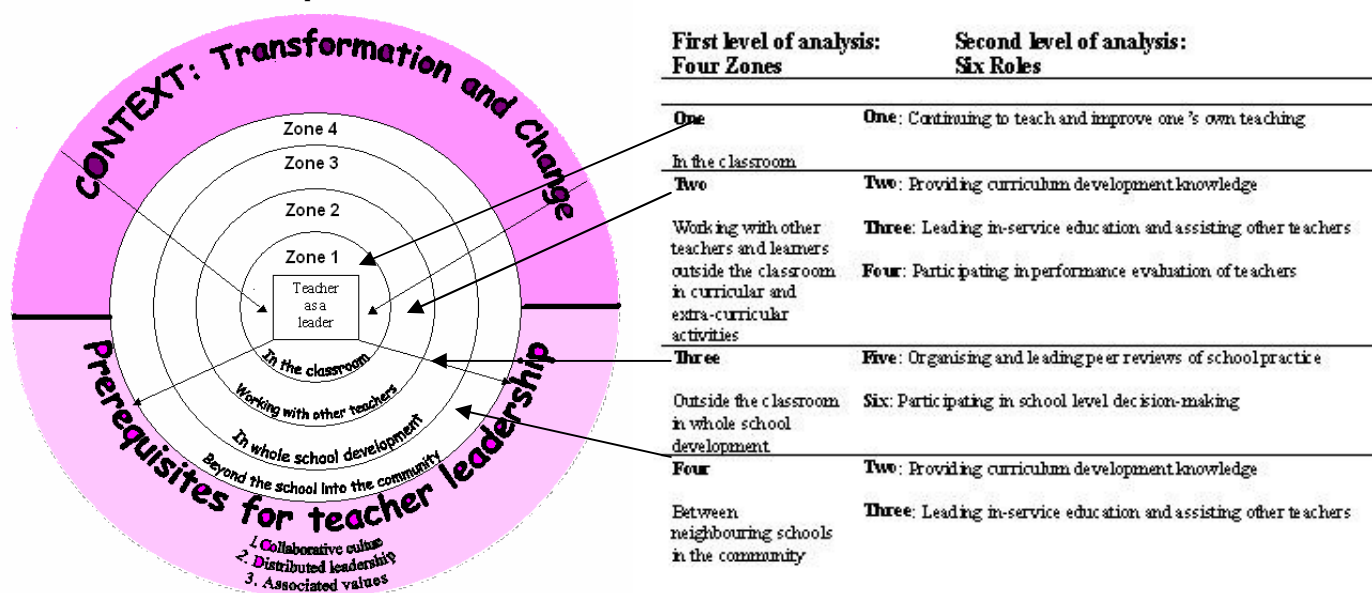 CONTEXT: Transformation and Change
Zone 4
Zone 3
Zone 2
Zone 1
Teacher
as a
leader
In the classroom
Working with other teachers
In whole school development
Beyond the school into the community
Prerequisites for teacher leadership
1. Collaborative culture
2. Distributed leadership
3. Associated values
First level of analysis:
Four Zones
Second level of analysis:
Six Roles
One
In the classroom
One: Continuing to teach and improve one's own teaching
Two
Working with other
teachers and learners
outside the classroom
in curricular and
extra-curricular
activities
Two: Providing curriculum development knowledge
Three: Leading in-service education and assisting other teachers
Four: Participating in performance evaluation of teachers
Three
Outside the classroom
in whole school
development
Five: Organising and leading peer reviews of school practice
Six: Participating in school level decision-making
Four
Between
neighbouring schools
in the community
Two: Providing curriculum development knowledge
Three: Leading in-service education and assisting other teachers